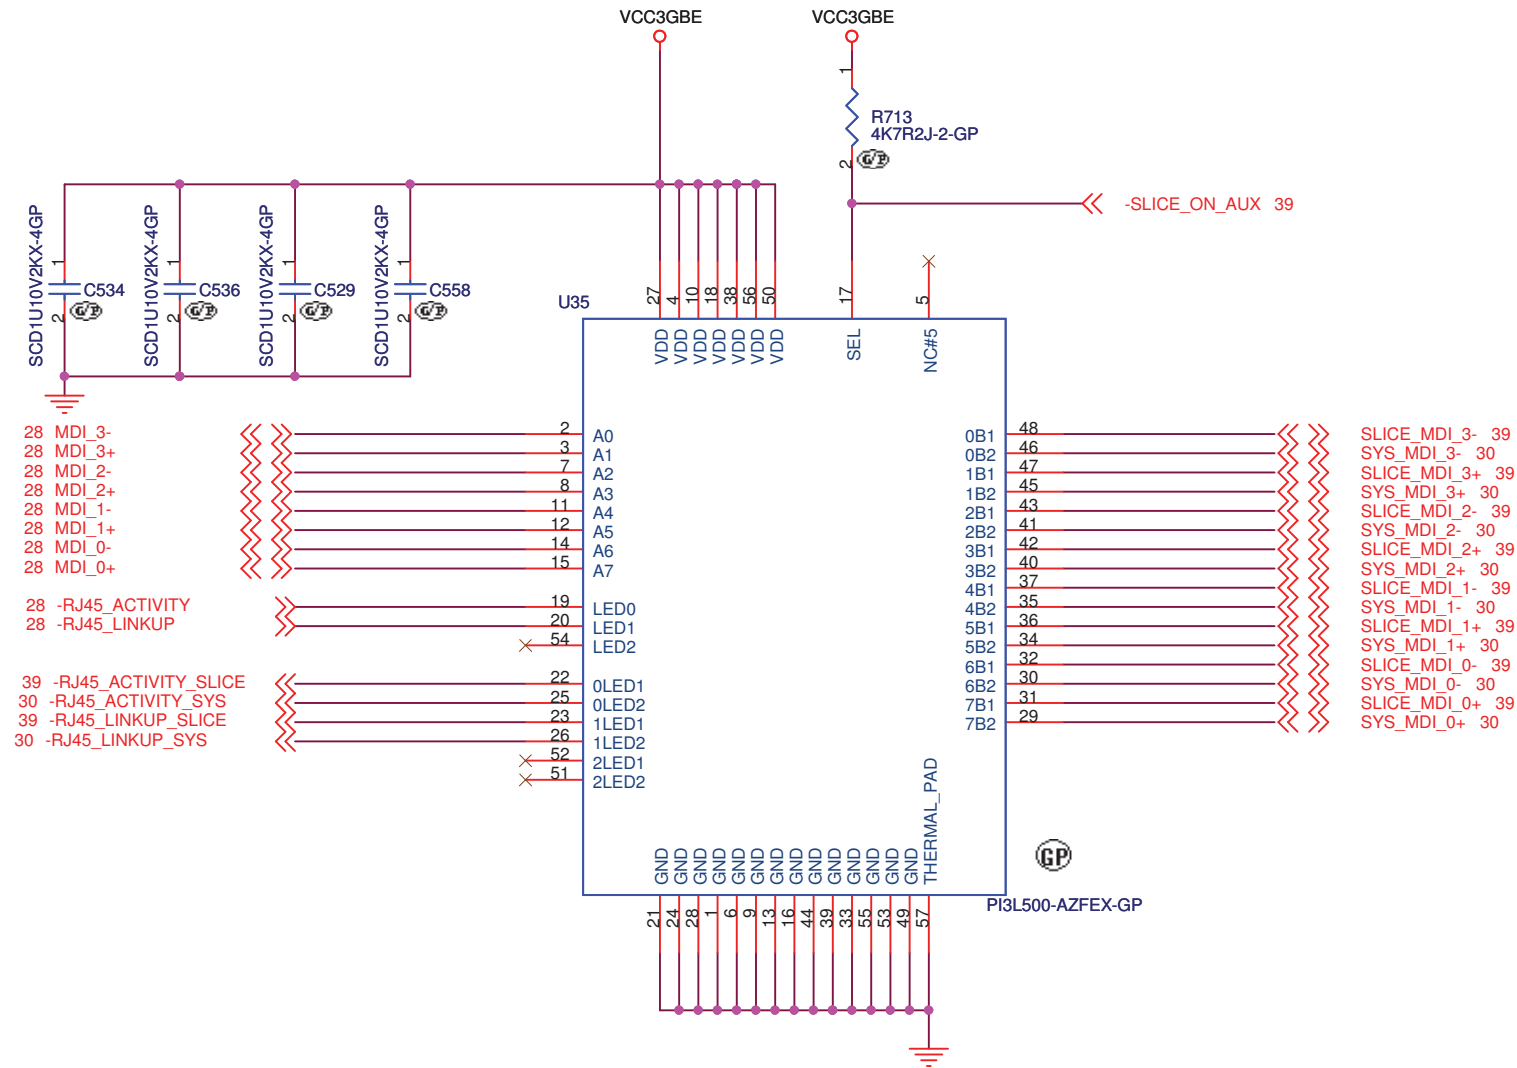 VCC3GBE
VCC3GBE
1
R713
4K7R2J-2-GP
2
G/P
-SLICE_ON_AUX 39
SCD1U10V2KX-4GP
1
C534
G/P
2
SCD1U10V2KX-4GP
1
C536
G/P
2
SCD1U10V2KX-4GP
1
C529
G/P
2
SCD1U10V2KX-4GP
1
C558
G/P
2
U35
27
4
10
18
38
56
50
17
5
VDD
VDD
VDD
VDD
VDD
VDD
VDD
SEL
NC#5
28 MDI_3-
28 MDI_3+
28 MDI_2-
28 MDI_2+
28 MDI_1-
28 MDI_1+
28 MDI_0-
28 MDI_0+
28 -RJ45_ACTIVITY
28 -RJ45_LINKUP
39 -RJ45_ACTIVITY_SLICE
30 -RJ45_ACTIVITY_SYS
39 -RJ45_LINKUP_SLICE
30 -RJ45_LINKUP_SYS
2 A0
3 A1
7 A2
8 A3
11 A4
12 A5
14 A6
15 A7
19 LED0
20 LED1
54 LED2
22 0LED1
25 0LED2
23 1LED1
26 1LED2
52 2LED1
51 2LED2
0B1 48 SLICE_MDI_3- 39
0B2 46 SYS_MDI_3- 30
1B1 47 SLICE_MDI_3+ 39
1B2 45 SYS_MDI_3+ 30
2B1 43 SLICE_MDI_2- 39
2B2 41 SYS_MDI_2- 30
3B1 42 SLICE_MDI_2+ 39
3B2 40 SYS_MDI_2+ 30
4B1 37 SLICE_MDI_1- 39
4B2 35 SYS_MDI_1- 30
5B1 36 SLICE_MDI_1+ 39
5B2 34 SYS_MDI_1+ 30
6B1 32 SLICE_MDI_0- 39
6B2 30 SYS_MDI_0- 30
7B1 31 SLICE_MDI_0+ 39
7B2 29 SYS_MDI_0+ 30
GND
GND
GND
GND
GND
GND
GND
GND
GND
GND
GND
GND
GND
GND
THERMAL_PAD
GP
PI3L500-AZFEX-GP
21
24
28
1
6
9
13
16
44
39
33
55
53
49
57